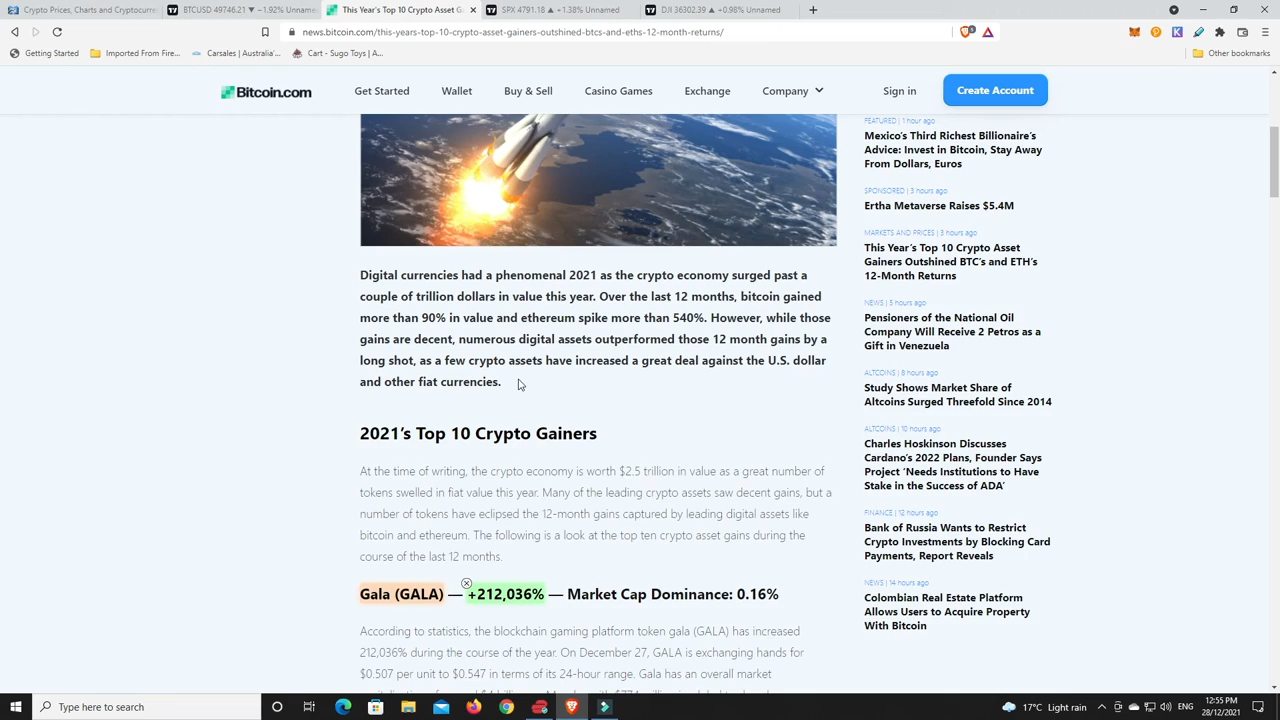 Crypto Prices, Charts and Cryptocurr
BTCUSD 49746.21 ▼ −1.92% Unname
This Year's Top 10 Crypto Asset G
SPX 4791.18 ▲ +1.38% Unnamed
DJI 36302.39 ▲ +0.98% Unnamed
news.bitcoin.com/this-years-top-10-crypto-asset-gainers-outshined-btcs-and-eths-12-month-returns/
Getting Started
Imported From Fire...
Carsales | Australia's...
Cart - Sugo Toys | A...
Other bookmarks
Bitcoin.com
Get Started
Wallet
Buy & Sell
Casino Games
Exchange
Company
Sign in
Create Account
Digital currencies had a phenomenal 2021 as the crypto economy surged past a
couple of trillion dollars in value this year. Over the last 12 months, bitcoin gained
more than 90% in value and ethereum spike more than 540%. However, while those
gains are decent, numerous digital assets outperformed those 12 month gains by a
long shot, as a few crypto assets have increased a great deal against the U.S. dollar
and other fiat currencies.
2021's Top 10 Crypto Gainers
At the time of writing, the crypto economy is worth $2.5 trillion in value as a great number of
tokens swelled in fiat value this year. Many of the leading crypto assets saw decent gains, but a
number of tokens have eclipsed the 12-month gains captured by leading digital assets like
bitcoin and ethereum. The following is a look at the top ten crypto asset gains during the
course of the last 12 months.
Gala (GALA) — +212,036% — Market Cap Dominance: 0.16%
According to statistics, the blockchain gaming platform token gala (GALA) has increased
212,036% during the course of the year. On December 27, GALA is exchanging hands for
$0.507 per unit to $0.547 in terms of its 24-hour range. Gala has an overall market
FEATURED | 1 hour ago
Mexico's Third Richest Billionaire's
Advice: Invest in Bitcoin, Stay Away
From Dollars, Euros
SPONSORED | 3 hours ago
Ertha Metaverse Raises $5.4M
MARKETS AND PRICES | 3 hours ago
This Year's Top 10 Crypto Asset
Gainers Outshined BTC's and ETH's
12-Month Returns
NEWS | 5 hours ago
Pensioners of the National Oil
Company Will Receive 2 Petros as a
Gift in Venezuela
ALTCOINS | 8 hours ago
Study Shows Market Share of
Altcoins Surged Threefold Since 2014
ALTCOINS | 10 hours ago
Charles Hoskinson Discusses
Cardano's 2022 Plans, Founder Says
Project 'Needs Institutions to Have
Stake in the Success of ADA'
FINANCE | 12 hours ago
Bank of Russia Wants to Restrict
Crypto Investments by Blocking Card
Payments, Report Reveals
NEWS | 14 hours ago
Colombian Real Estate Platform
Allows Users to Acquire Property
With Bitcoin
Type here to search
17°C Light rain
12:55 PM
28/12/2021